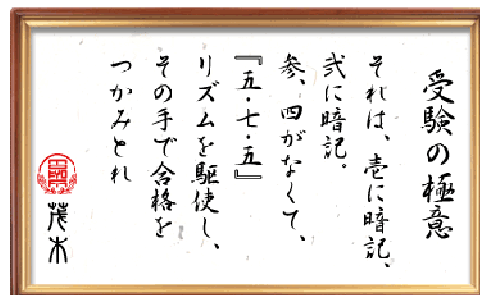 受験の極意
それは、壱に暗記、
弐に暗記。
参、四がなくて、
『五・七・五』
リズムを駆使し、
その手で合格を
つかみとれ
茂木